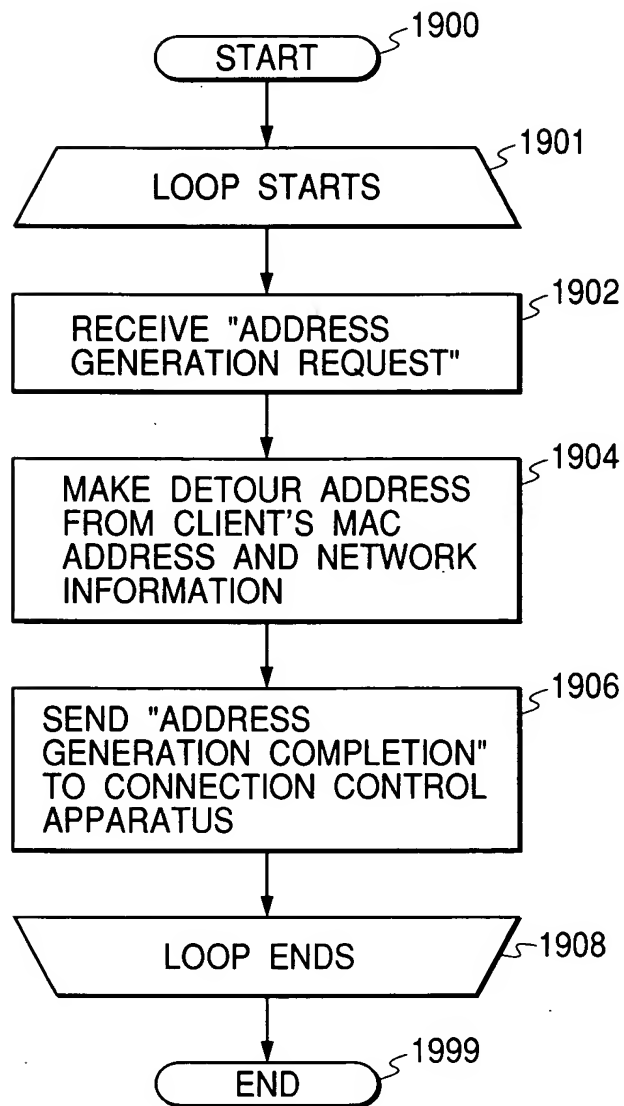 1900
START
1901
LOOP STARTS
1902
RECEIVE "ADDRESS
GENERATION REQUEST"
1904
MAKE DETOUR ADDRESS
FROM CLIENT'S MAC
ADDRESS AND NETWORK
INFORMATION
1906
SEND "ADDRESS
GENERATION COMPLETION"
TO CONNECTION CONTROL
APPARATUS
LOOP ENDS
1908
1999
END